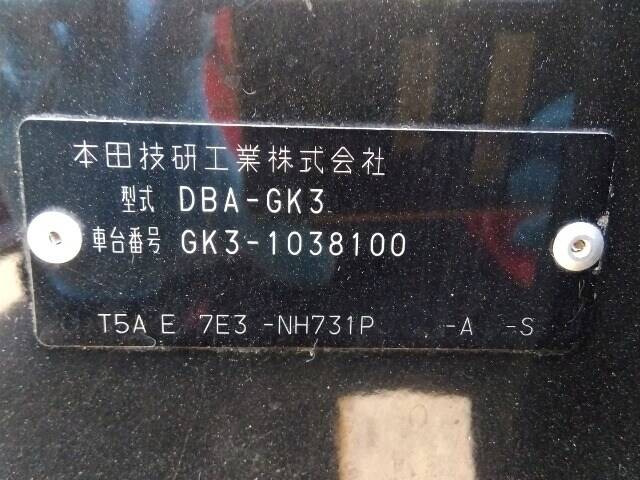 本田技研工業株式会社
型式 DBA-GK3
車台番号 GK3-1038100
T5A E 7E3 -NH731P -A -S